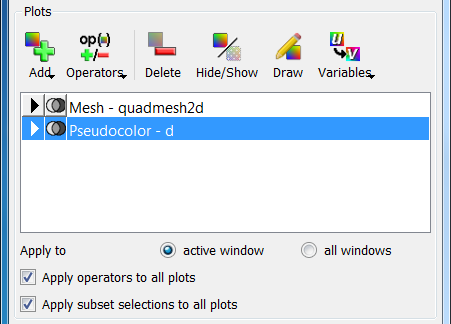 Plots
op(·)
+/-
u
v
Add Operators Delete Hide/Show Draw Variables
Mesh - quadmesh2d
Pseudocolor - d
Apply to active window all windows
Apply operators to all plots
Apply subset selections to all plots